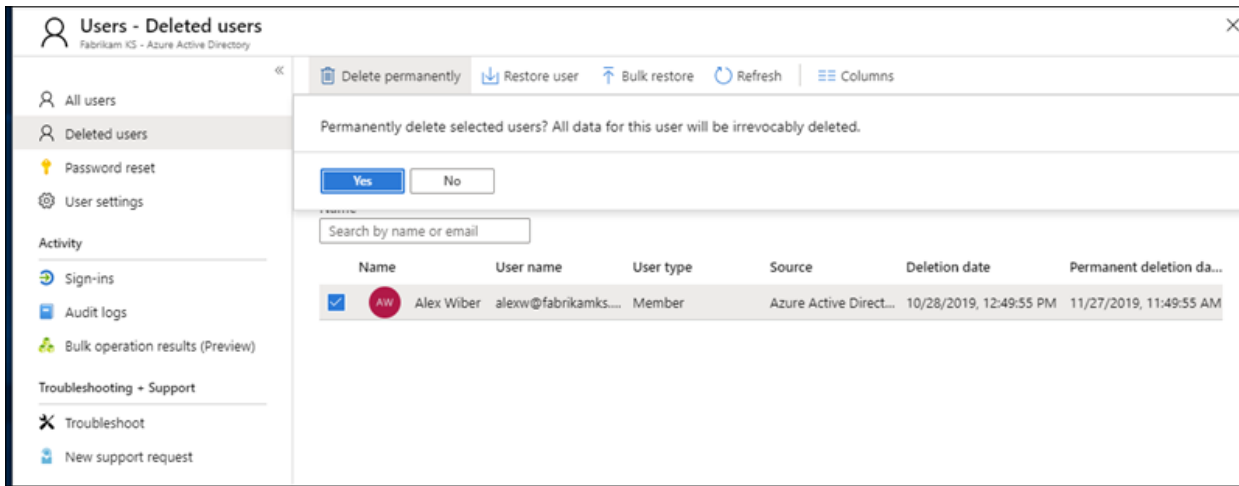 Users - Deleted users
Fabrikam KS - Azure Active Directory
All users
Deleted users
Password reset
User settings
Activity
Sign-ins
Audit logs
Bulk operation results (Preview)
Troubleshooting + Support
Troubleshoot
New support request
Delete permanently Restore user Bulk restore Refresh Columns
Permanently delete selected users? All data for this user will be irrevocably deleted.
Yes No
Name
Search by name or email
Name User name User type Source Deletion date Permanent deletion da...
AW Alex Wiber alexw@fabrikamks.... Member Azure Active Direct... 10/28/2019, 12:49:55 PM 11/27/2019, 11:49:55 AM